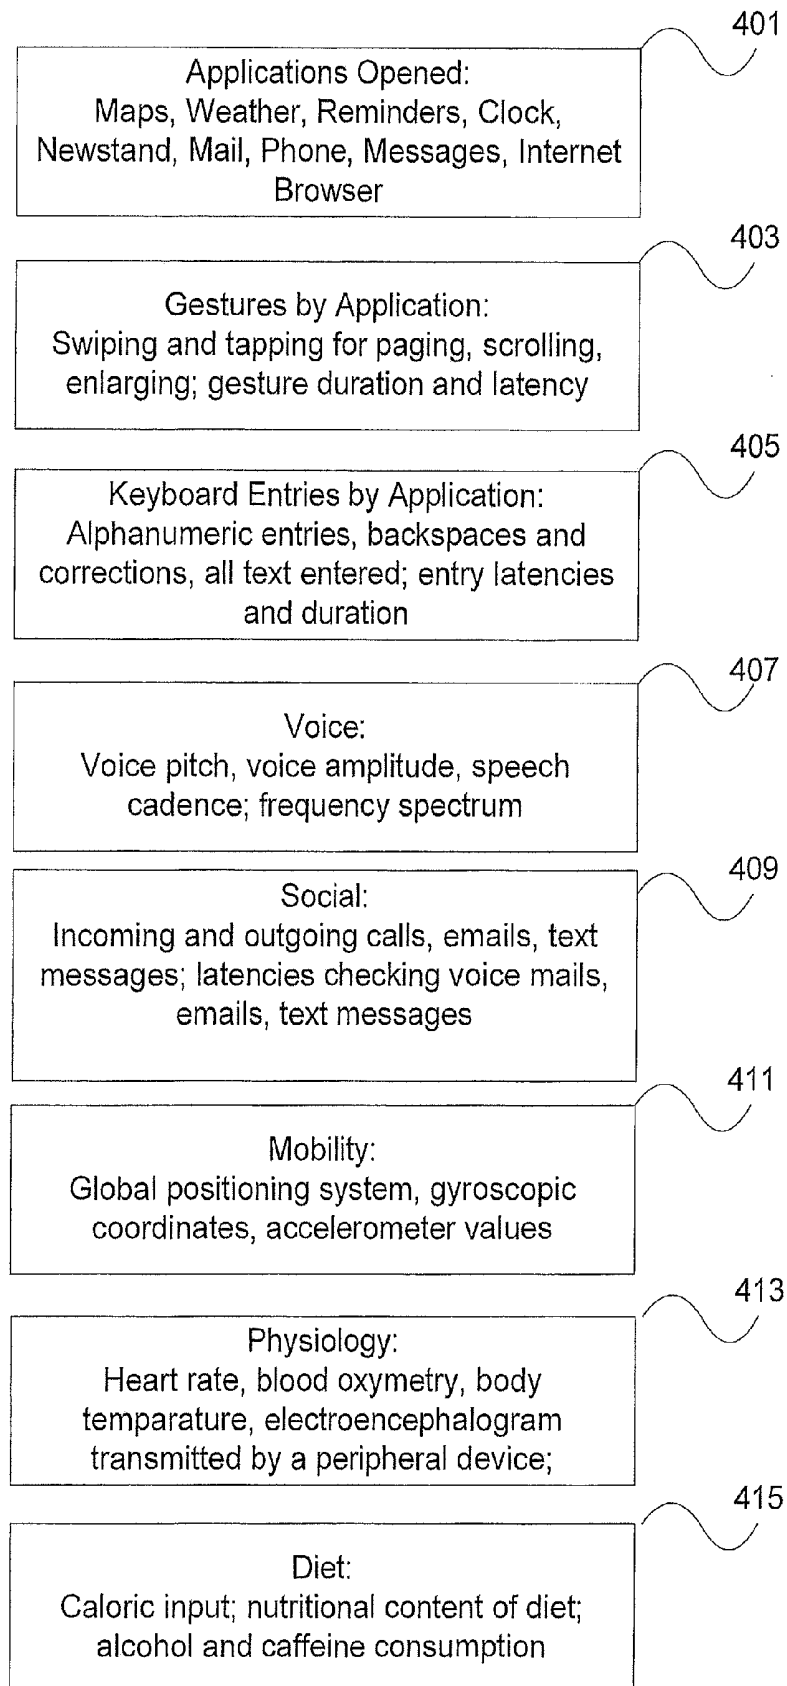 401
Applications Opened:
Maps, Weather, Reminders, Clock,
Newstand, Mail, Phone, Messages, Internet
Browser
403
Gestures by Application:
Swiping and tapping for paging, scrolling,
enlarging; gesture duration and latency
405
Keyboard Entries by Application:
Alphanumeric entries, backspaces and
corrections, all text entered; entry latencies
and duration
407
Voice:
Voice pitch, voice amplitude, speech
cadence; frequency spectrum
409
Social:
Incoming and outgoing calls, emails, text
messages; latencies checking voice mails,
emails, text messages
411
Mobility:
Global positioning system, gyroscopic
coordinates, accelerometer values
413
Physiology:
Heart rate, blood oxymetry, body
temparature, electroencephalogram
transmitted by a peripheral device;
415
Diet:
Caloric input; nutritional content of diet;
alcohol and caffeine consumption